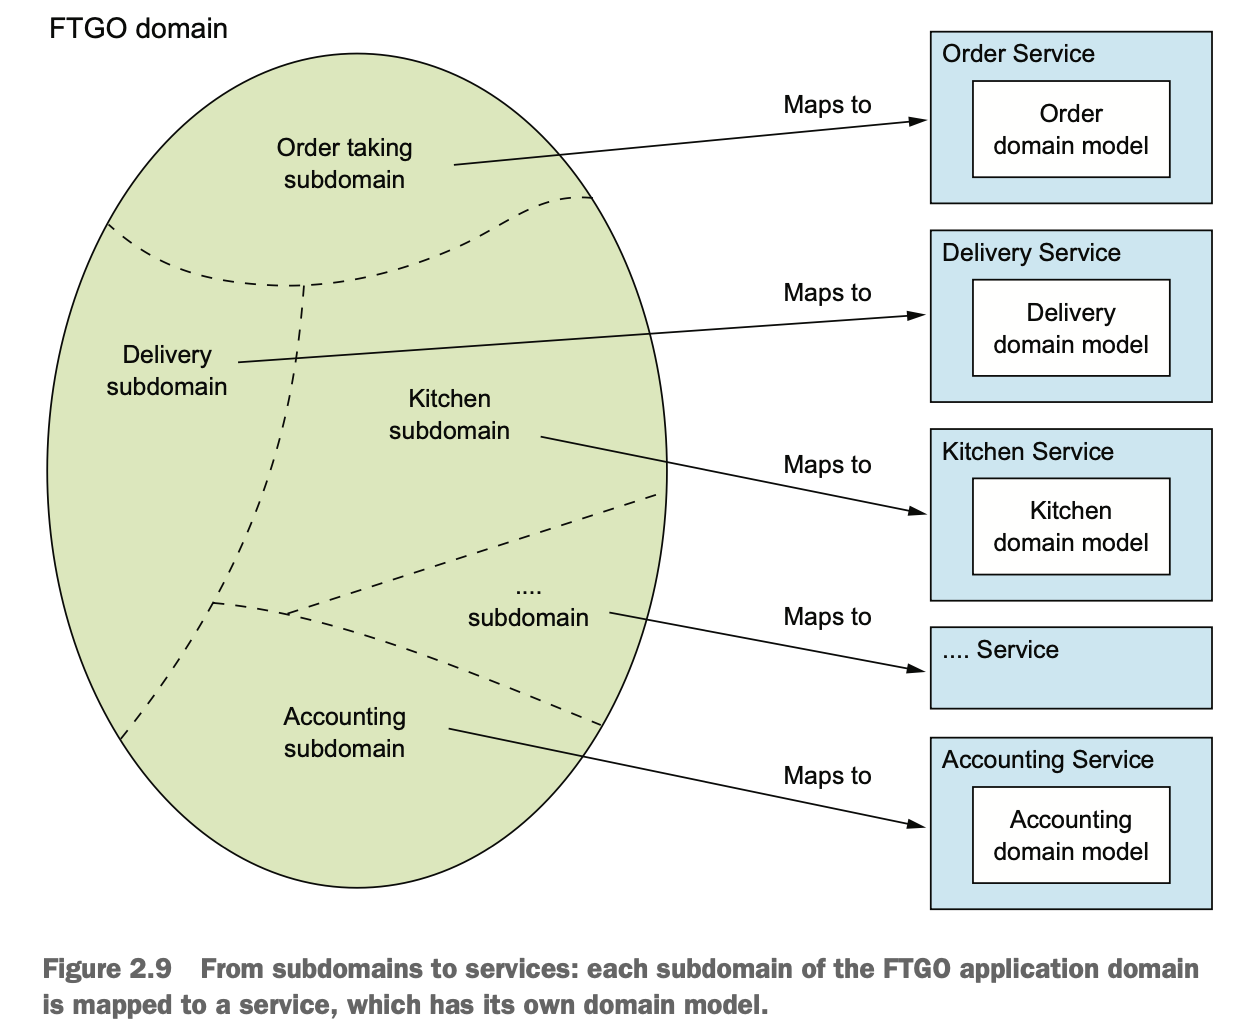 FTGO domain
Order taking
subdomain
Maps to
Order Service
Order
domain model
Delivery
subdomain
Maps to
Delivery Service
Delivery
domain model
Kitchen
subdomain
Maps to
Kitchen Service
Kitchen
domain model
....
subdomain
Maps to
.... Service
Accounting
subdomain
Maps to
Accounting Service
Accounting
domain model
Figure 2.9 From subdomains to services: each subdomain of the FTGO application domain
is mapped to a service, which has its own domain model.